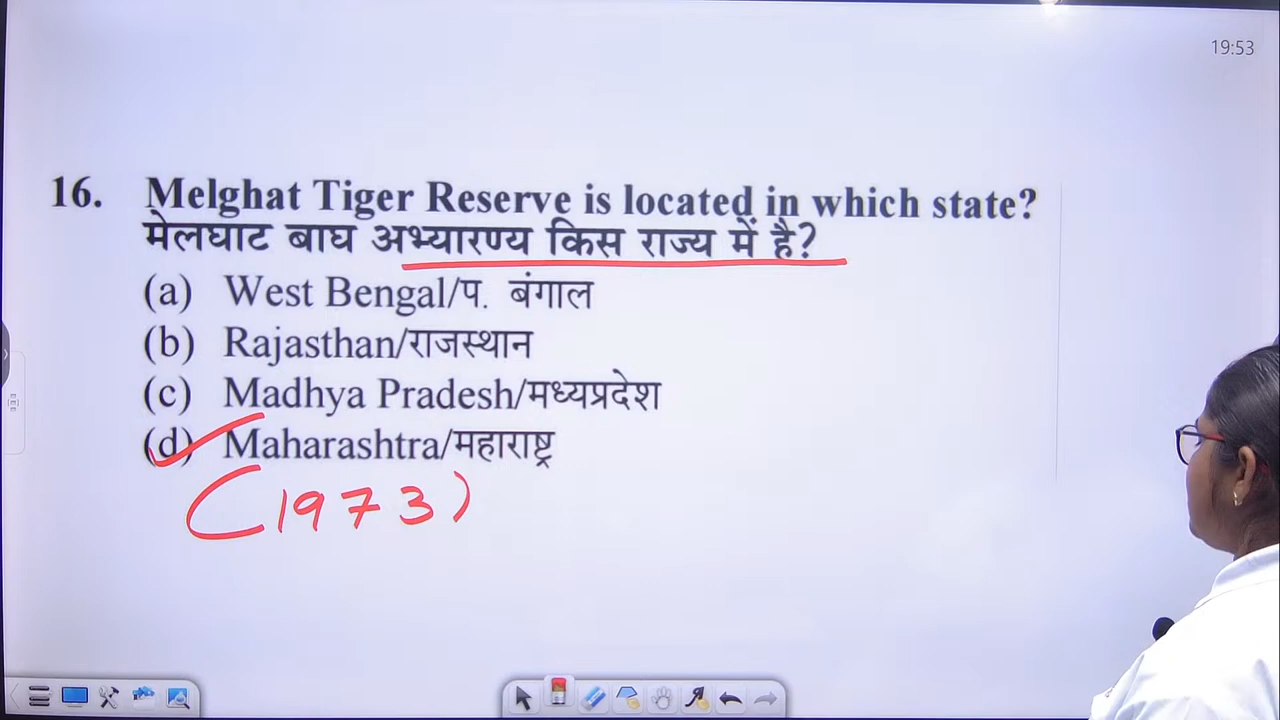 19:53
16. Melghat Tiger Reserve is located in which state?
मेलघाट बाघ अभ्यारण्य किस राज्य में है?
(a) West Bengal/प. बंगाल
(b) Rajasthan/राजस्थान
(c) Madhya Pradesh/मध्यप्रदेश
(d) Maharashtra/महाराष्ट्र
(1973)